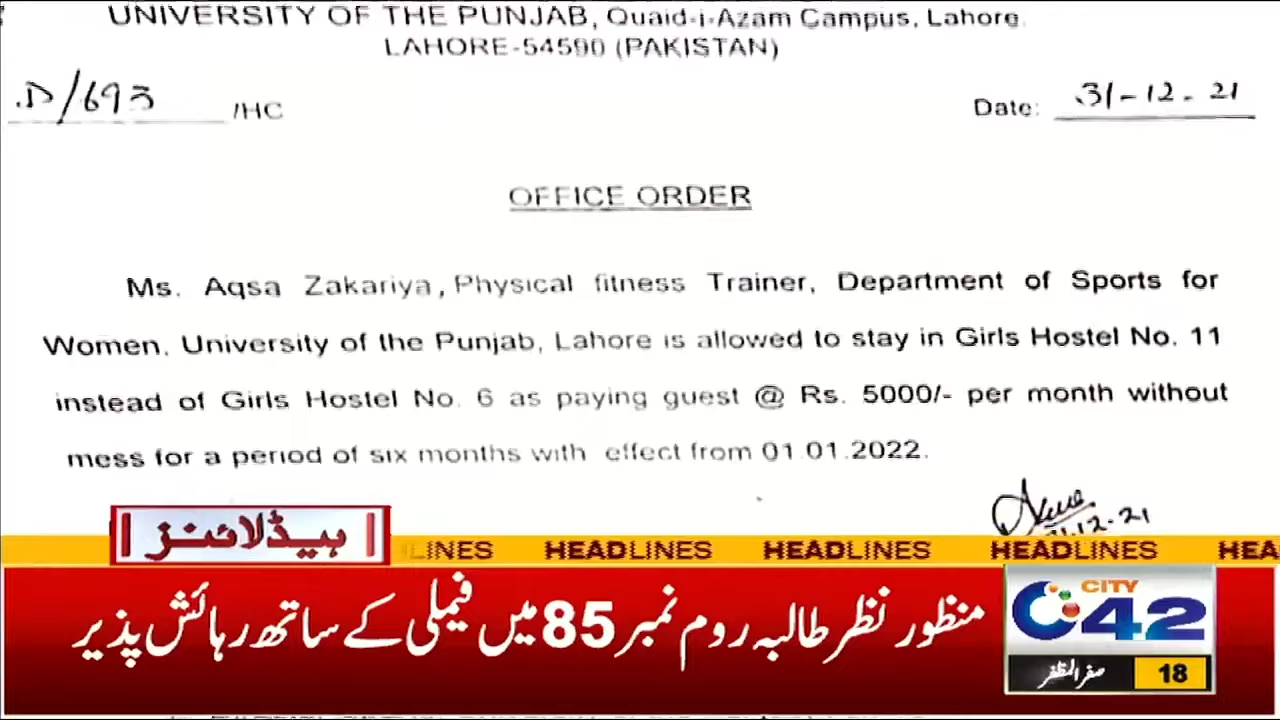 UNIVERSITY OF THE PUNJAB, Quaid-i-Azam Campus, Lahore
LAHORE-54590 (PAKISTAN)
.D/693 /HC
Date: 31-12-21
OFFICE ORDER
Ms. Aqsa Zakariya, Physical fitness Trainer, Department of Sports for
Women, University of the Punjab, Lahore is allowed to stay in Girls Hostel No. 11
instead of Girls Hostel No. 6 as paying guest @ Rs. 5000/- per month without
mess for a period of six months with effect from 01.01.2022.
12-21
ہیڈلائنز
LINES HEADLINES HEADLINES HEADLINES HEA
منظور نظر طالبہ روم نمبر 85 میں فیملی کے ساتھ رہائش پذیر
CITY
42
صفر المظفر 18